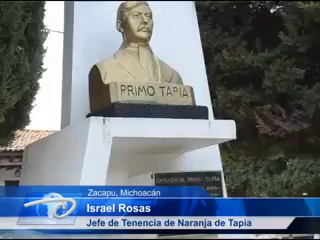 PRIMO TAPIA
Zacapu, Michoacán
Israel Rosas
Jefe de Tenencia de Naranja de Tapia